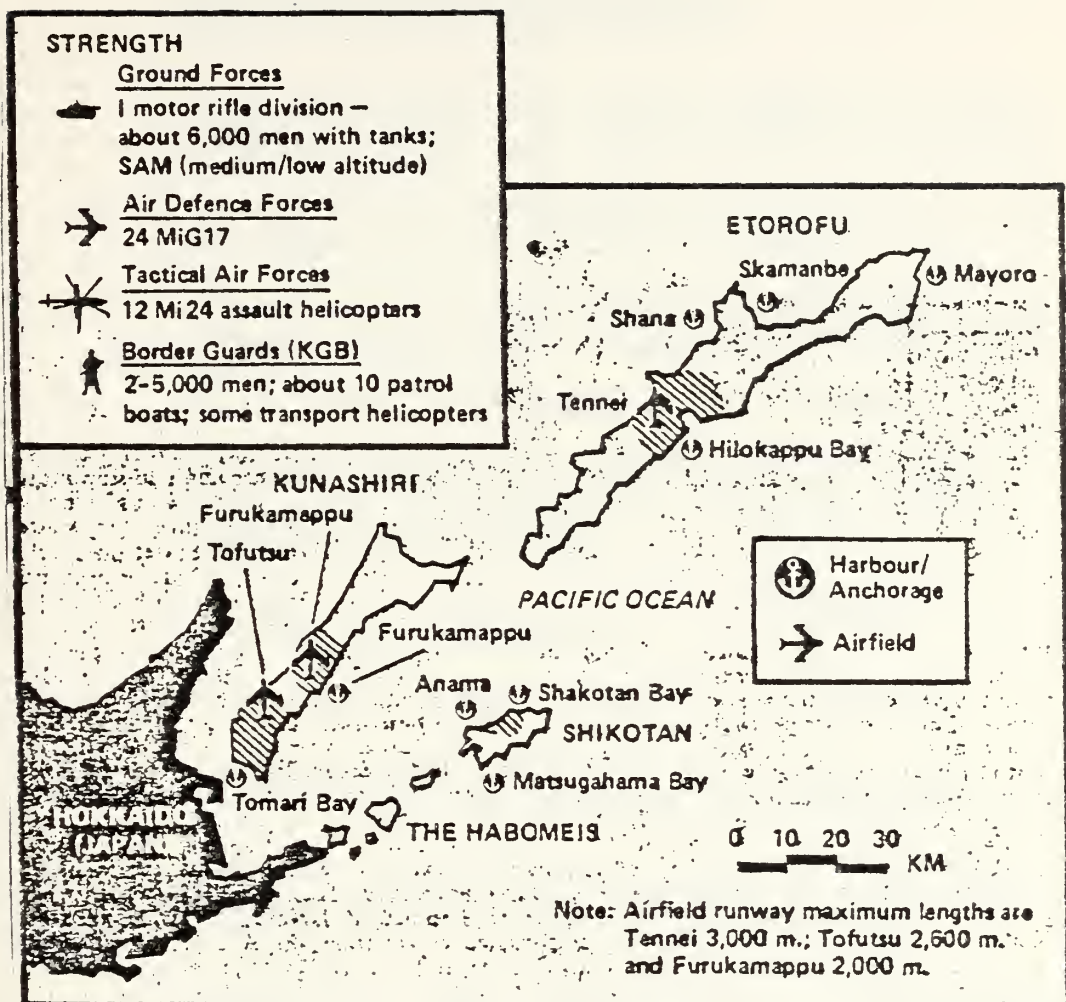 STRENGTH
Ground Forces
1 motor rifle division –
about 6,000 men with tanks;
SAM (medium/low altitude)
Air Defence Forces
24 MiG17
Tactical Air Forces
12 Mi24 assault helicopters
Border Guards (KGB)
2-5,000 men; about 10 patrol
boats; some transport helicopters
ETOROFU
Skamanbe
Mayoro
Shana
Tennei
Hilokappu Bay
KUNASHIRI
Furukamappu
Tofutsu
Harbour/
Anchorage
Airfield
PACIFIC OCEAN
Furukamappu
Anama
Shakotan Bay
SHIKOTAN
Matsugahama Bay
Tomari Bay
HOKKAIDO
(JAPAN)
THE HABOMEIS
0 10 20 30
KM
Note: Airfield runway maximum lengths are
Tennei 3,000 m.; Tofutsu 2,600 m.
and Furukamappu 2,000 m.